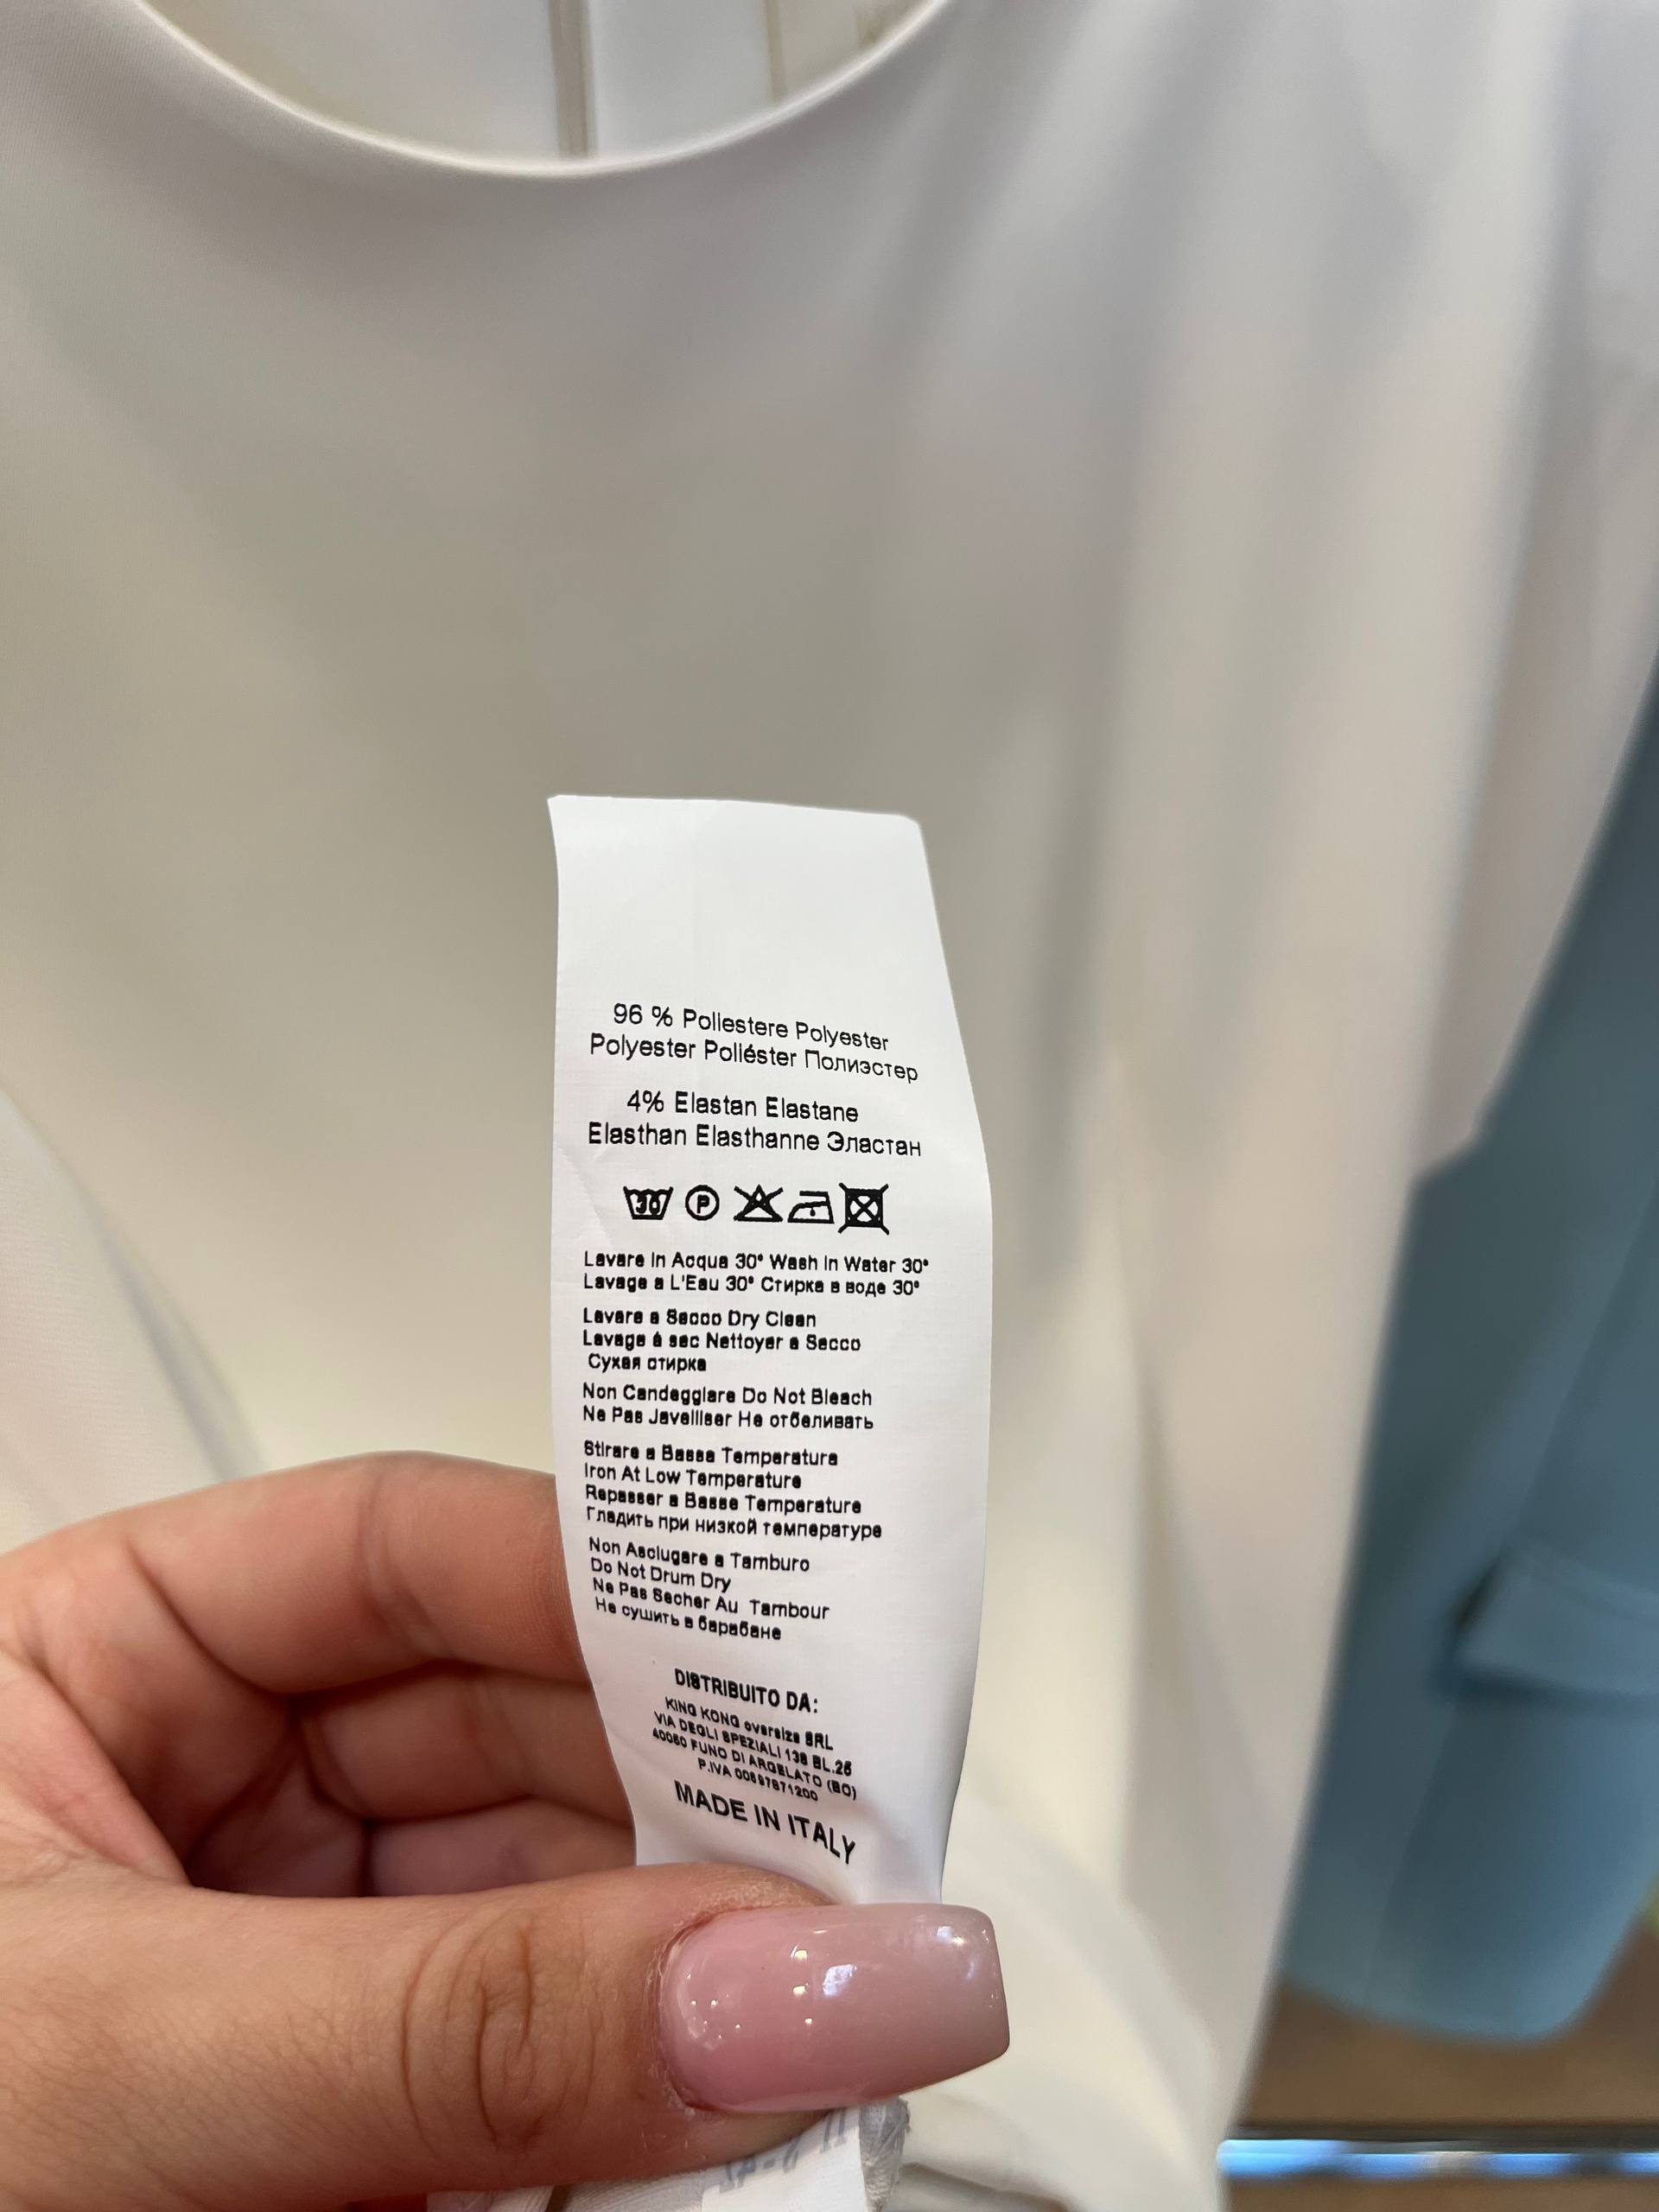 96 % Poliestere Polyester
Polyester Poliéster Полиэстер
4% Elastan Elastane
Elasthan Elasthanne Эластан
30 P
Lavare in Acqua 30° Wash in Water 30°
Lavage a L'Eau 30° Стирка в воде 30°
Lavare a Secco Dry Clean
Lavage á sec Nettoyer a Secco
Сухая стирка
Non Candeggiare Do Not Bleach
Ne Pas Javelliser Не отбеливать
Stirare a Bassa Temperatura
Iron At Low Temperature
Repasser a Basse Temperature
Гладить при низкой температуре
Non Asciugare a Tamburo
Do Not Drum Dry
Ne Pas Secher Au Tambour
Не сушить в барабане
DISTRIBUITO DA:
KING KONG oversize SRL
VIA DEGLI SPEZIALI 138 BL.25
40050 FUNO DI ARGELATO (BO)
P.IVA
MADE IN ITALY